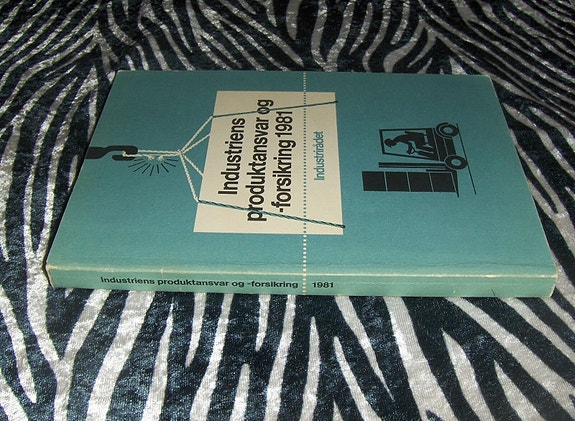 Industriens
produktansvar og
-forsikring 1981
Industrirådet
Industriens produktansvar og -forsikring 1981